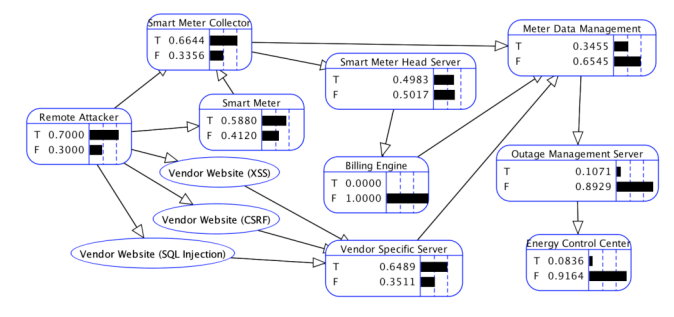 Smart Meter Collector
T 0.6644
F 0.3356
Meter Data Management
T 0.3455
F 0.6545
Smart Meter Head Server
T 0.4983
F 0.5017
Smart Meter
T 0.5880
F 0.4120
Remote Attacker
T 0.7000
F 0.3000
Vendor Website (XSS)
Billing Engine
T 0.0000
F 1.0000
Outage Management Server
T 0.1071
F 0.8929
Vendor Website (CSRF)
Vendor Website (SQL Injection)
Vendor Specific Server
T 0.6489
F 0.3511
Energy Control Center
T 0.0836
F 0.9164